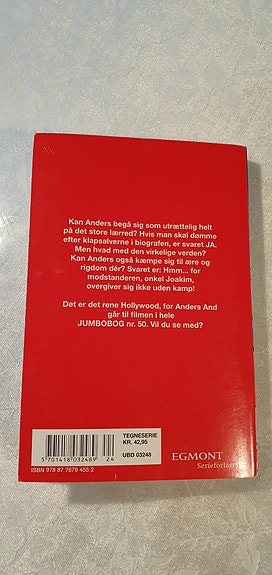 Kan Anders begå sig som utrættelig helt
på det store lærred? Hvis man skal dømme
efter klapsalverne i biografen, er svaret JA.
Men hvad med den virkelige verden?
Kan Anders også kæmpe sig til ære og
rigdom dér? Svaret er: Hmm... for
modstanderen, onkel Joakim,
overgiver sig ikke uden kamp!
Det er det rene Hollywood, for Anders And
går til filmen i hele
JUMBOBOG nr. 50. Vil du se med?
TEGNESERIE
KR. 42,95
UBD 03248
5 701418 032489 24
ISBN 978 87 7679 455 2
EGMONT
Serieforlaget